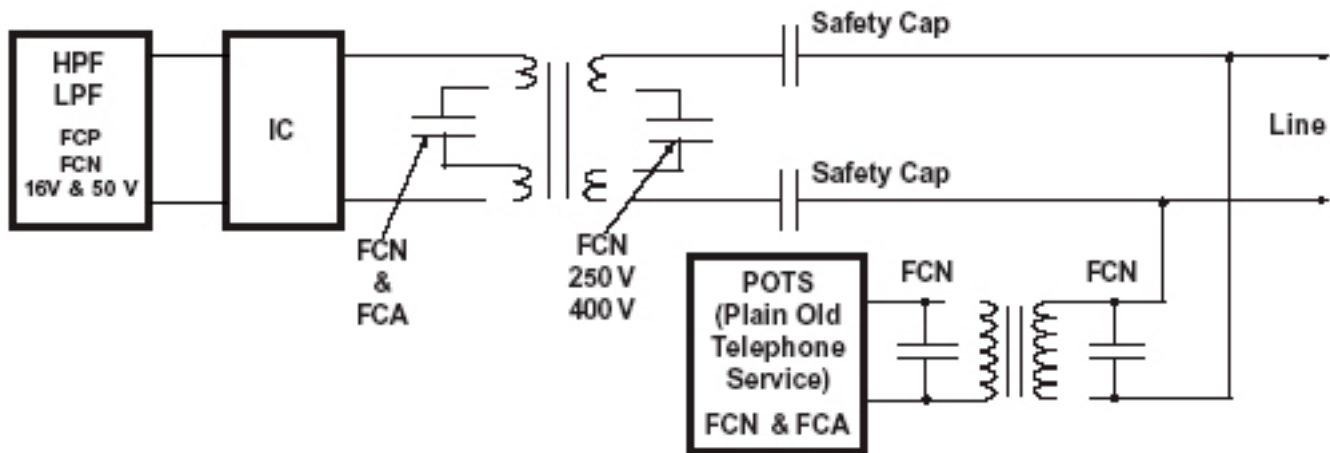 HPF
LPF
FCP
FCN
16V & 50 V
IC
FCN
&
FCA
FCN
250 V
400 V
Safety Cap
Safety Cap
Line
POTS
(Plain Old
Telephone
Service)
FCN & FCA
FCN
FCN